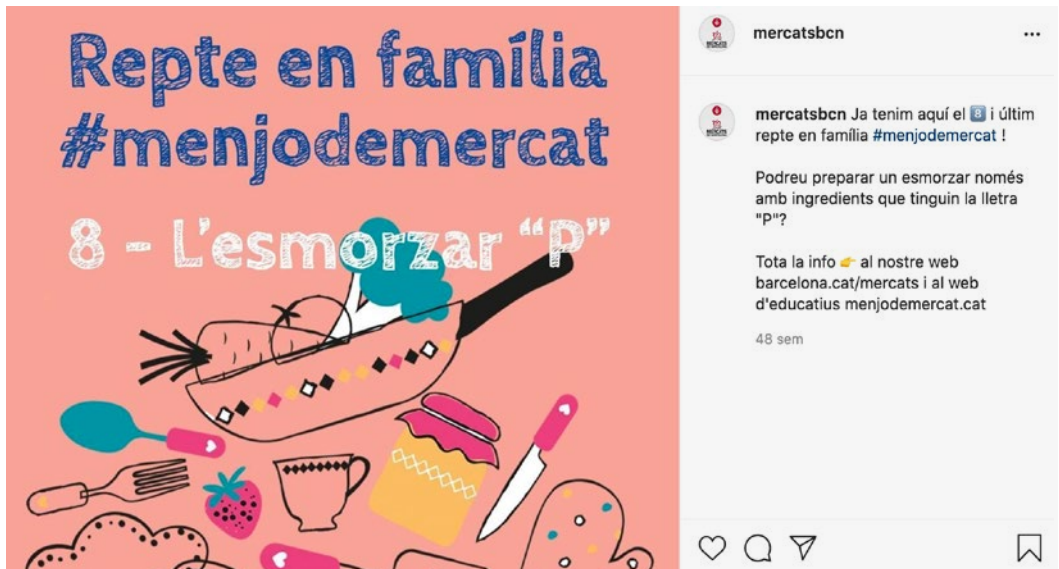 Repte en família
#menjodemercat
8 - L'esmorzar “P”
mercatsbcn
mercatsbcn Ja tenim aquí el 8 i últim
repte en família #menjodemercat !
Podreu preparar un esmorzar només
amb ingredients que tinguin la lletra
"P"?
Tota la info 👉 al nostre web
barcelona.cat/mercats i al web
d'educatius menjodemercat.cat
48 sem